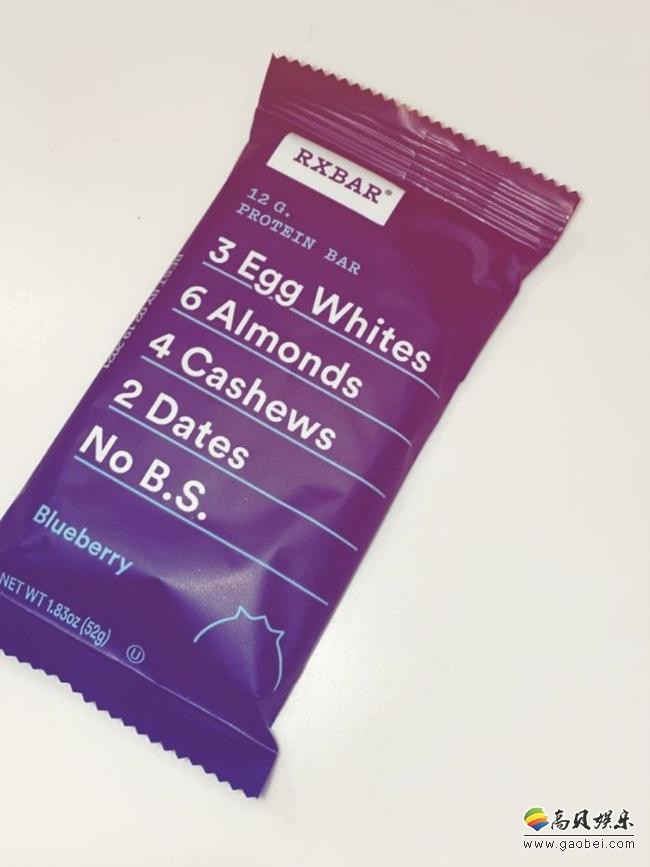 RXBAR®
12 G.
PROTEIN BAR
3 Egg Whites
6 Almonds
4 Cashews
2 Dates
No B.S.
Blueberry
NET WT 1.83oz (52g)
U
高贝娱乐
www.gaobei.com